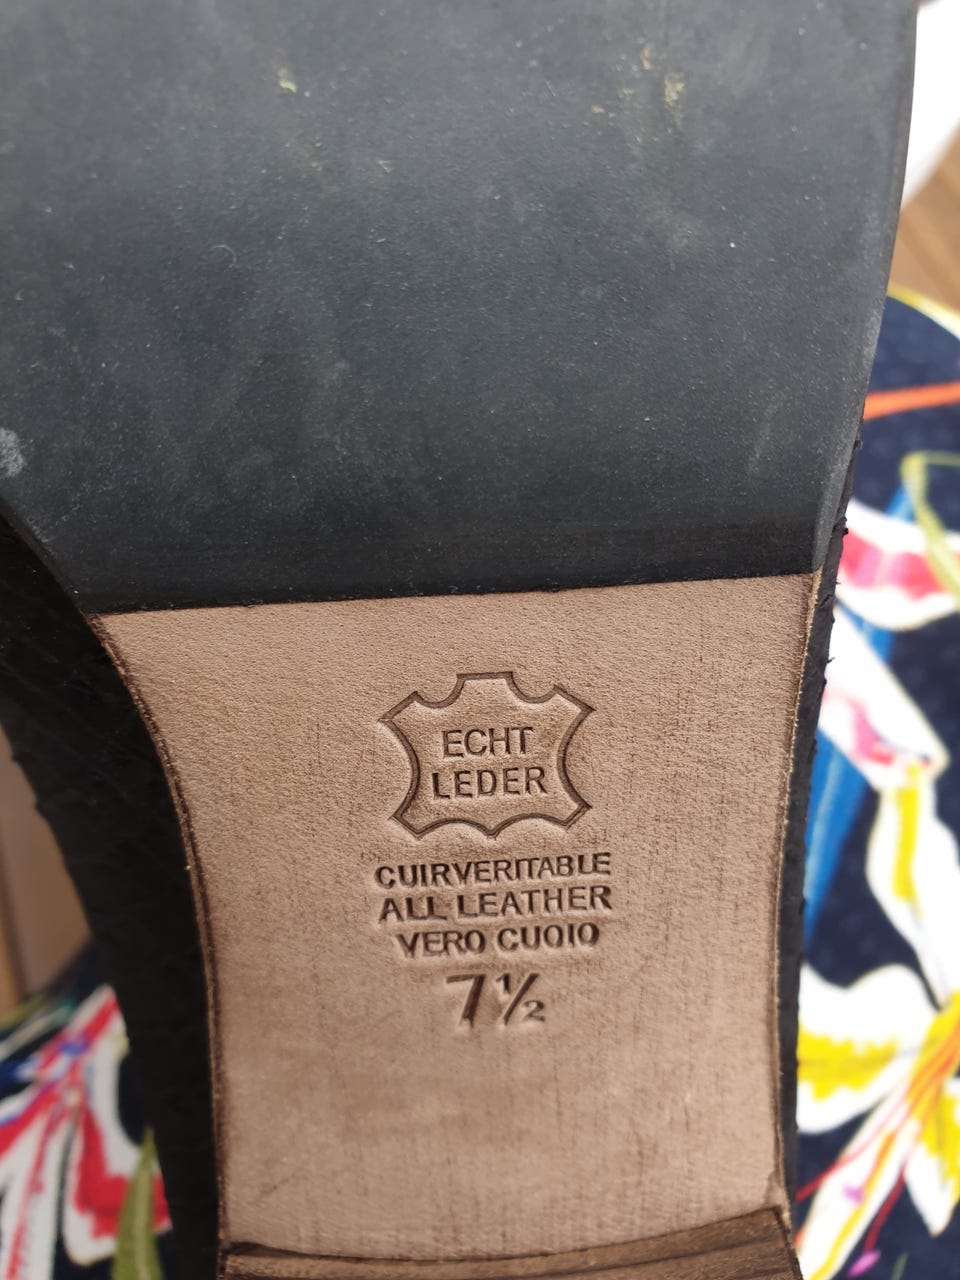 ECHT
LEDER
CUIRVERITABLE
ALL LEATHER
VERO CUOIO
7½